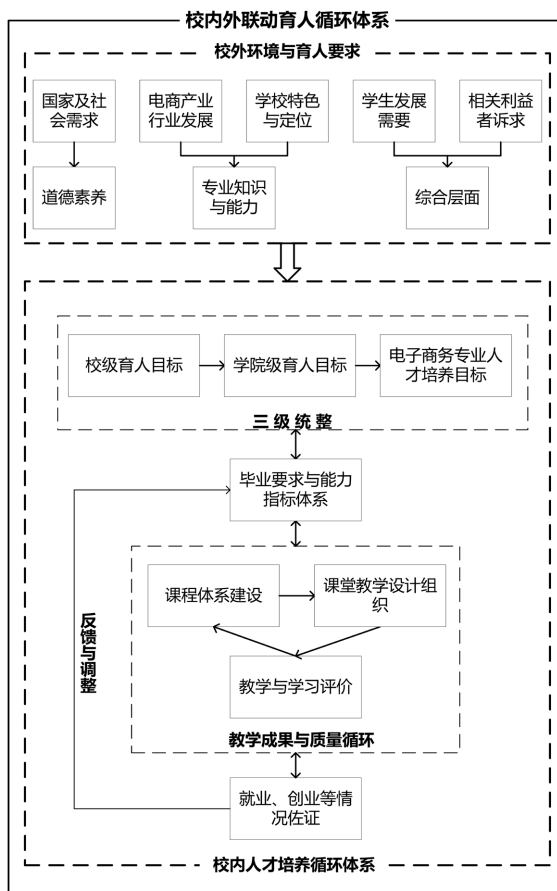 校内外联动育人循环体系
校外环境与育人要求
国家及社
会需求
电商产业
行业发展
学校特色
与定位
学生发展
需要
相关利益
者诉求
道德素养
专业知识
与能力
综合层面
校级育人目标
学院级育人目标
电子商务专业人
才培养目标
三级统整
毕业要求与能力
指标体系
课程体系建设
课堂教学设计组
织
教学与学习评价
教学成果与质量循环
反馈与调整
就业、创业等情
况佐证
校内人才培养循环体系